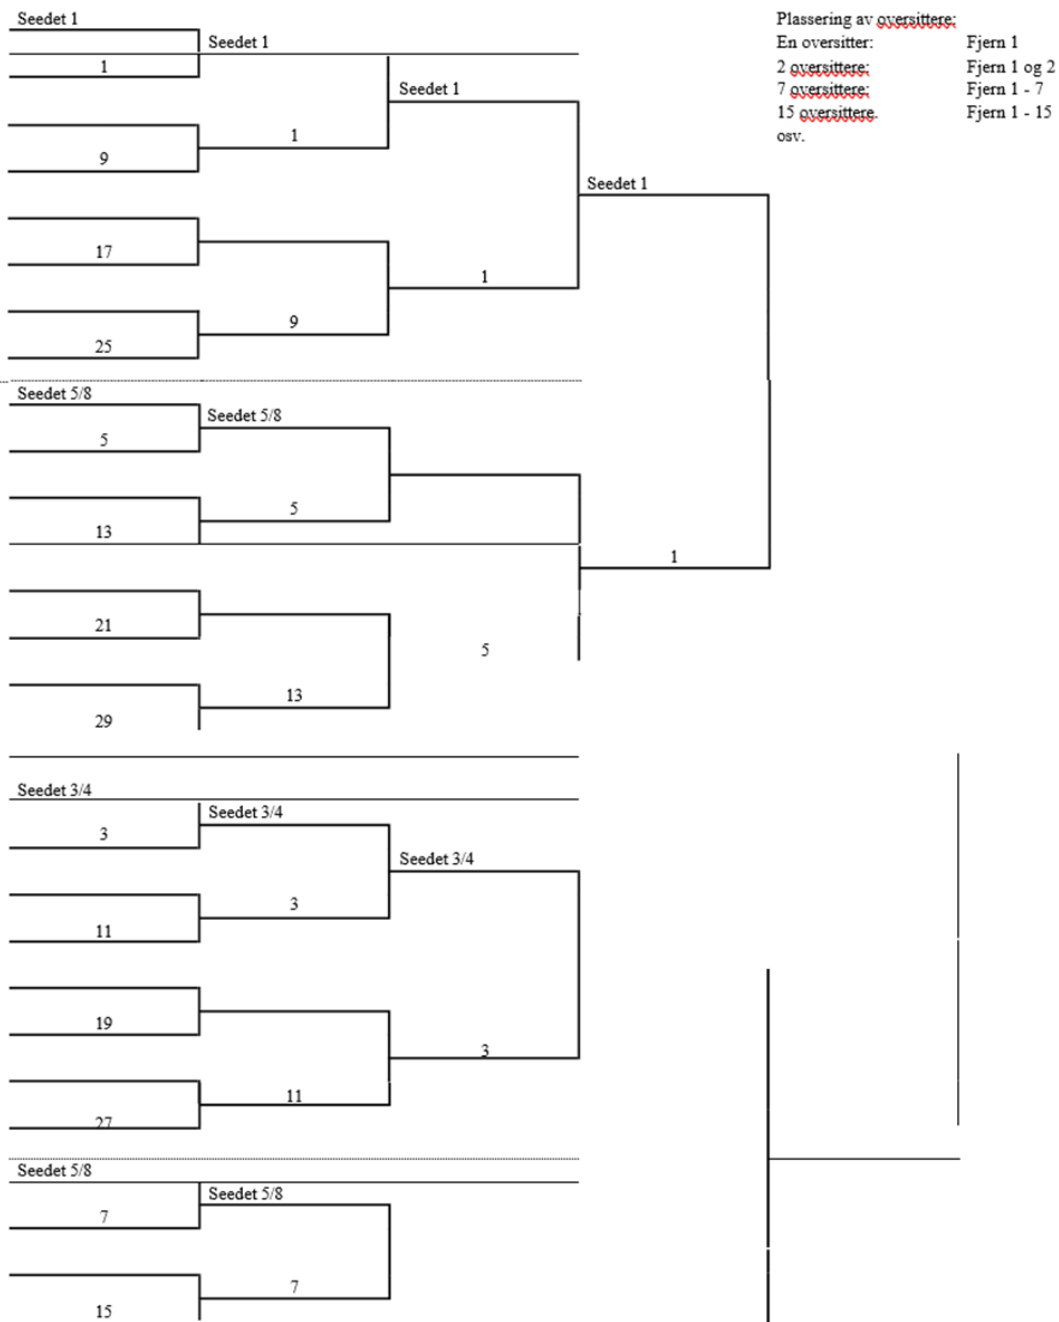 Seedet 1
Plassering av oversittere:
Seedet 1
En oversitter: Fjern 1
1
2 oversittere: Fjern 1 og 2
Seedet 1
7 oversittere: Fjern 1 - 7
15 oversittere. Fjern 1 - 15
1
osv.
9
Seedet 1
17
1
9
25
Seedet 5/8
Seedet 5/8
5
5
13
1
21
5
13
29
Seedet 3/4
Seedet 3/4
3
Seedet 3/4
3
11
19
3
11
27
Seedet 5/8
Seedet 5/8
7
7
15